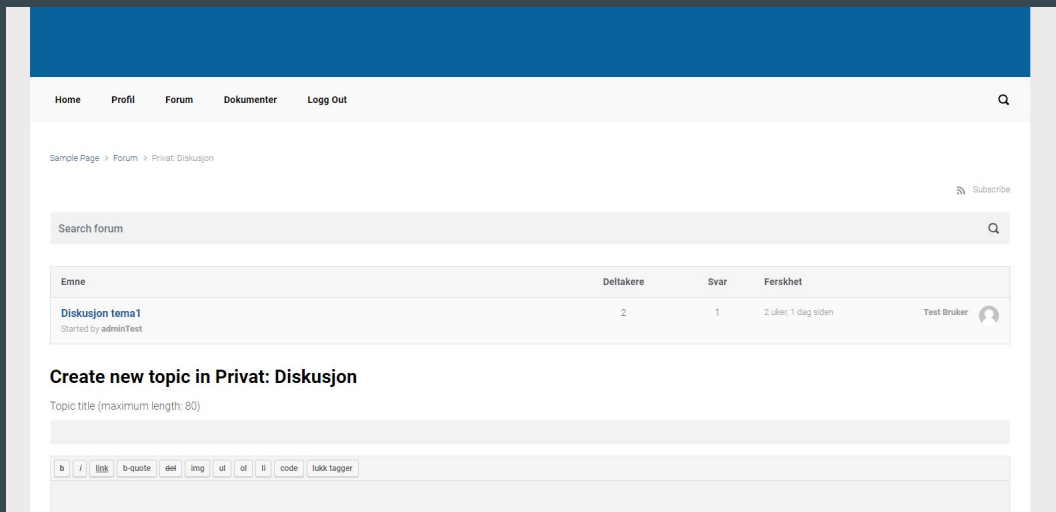 Home Profil Forum Dokumenter Logg Out
Sample Page > Forum > Privat: Diskusjon
Subscribe
Search forum
Emne Deltakere Svar Ferskhet
Diskusjon tema1 2 1 2 uker, 1 dag siden Test Bruker
Started by adminTest
Create new topic in Privat: Diskusjon
Topic title (maximum length: 80)
b i link b-quote del img ul ol li code lukk tagger